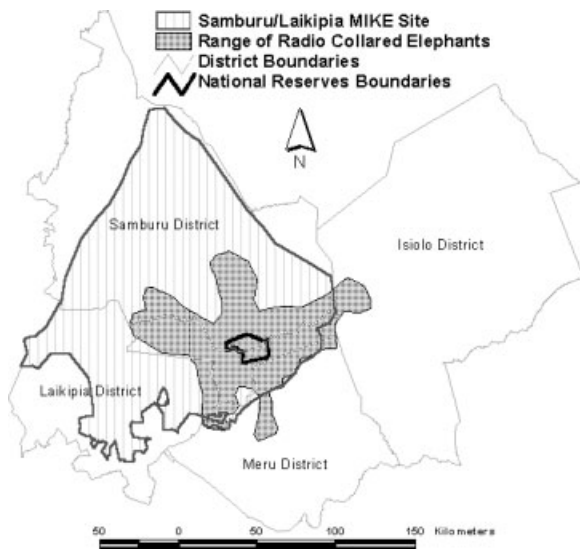 Samburu/Laikipia MIKE Site
Range of Radio Collared Elephants
District Boundaries
National Reserves Boundaries
N
Samburu District
Isiolo District
Laikipia District
Meru District
50 0 50 100 150 Kilometers